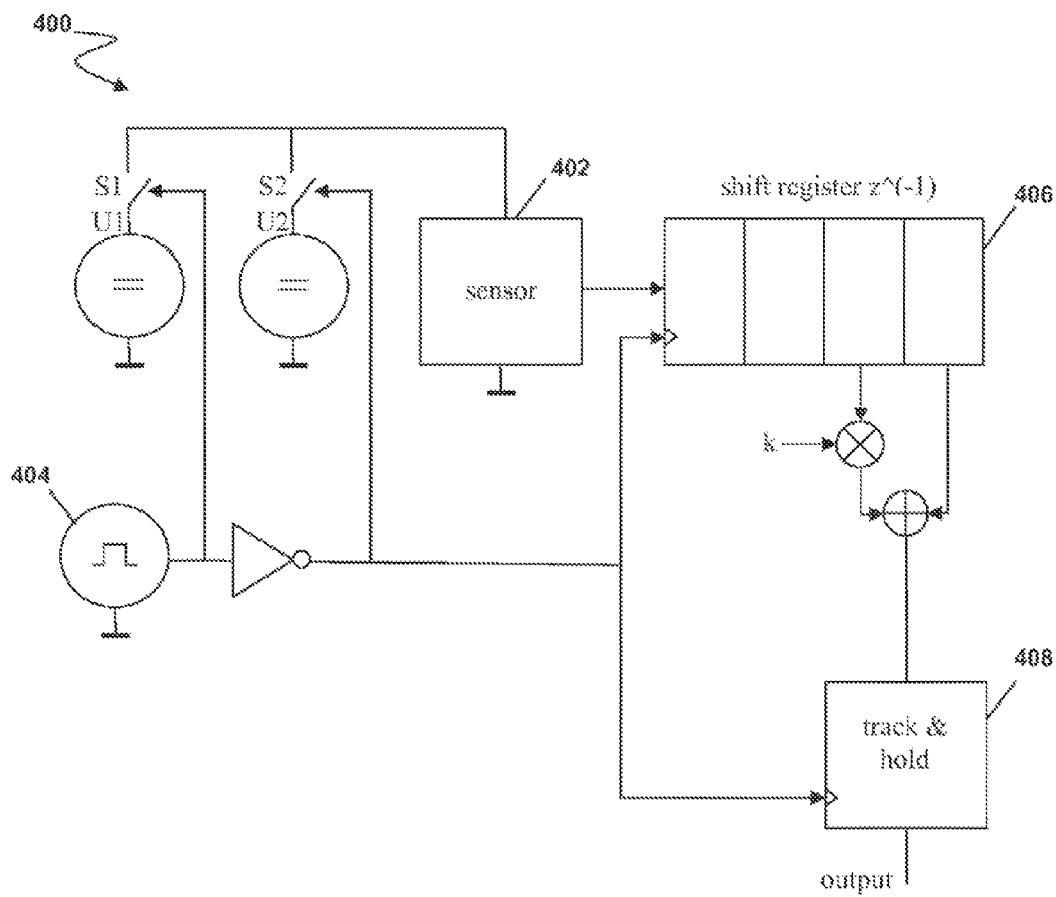 400
S1
U1
S2
U2
402
sensor
shift register z^(-1)
406
k
404
408
track &
hold
output